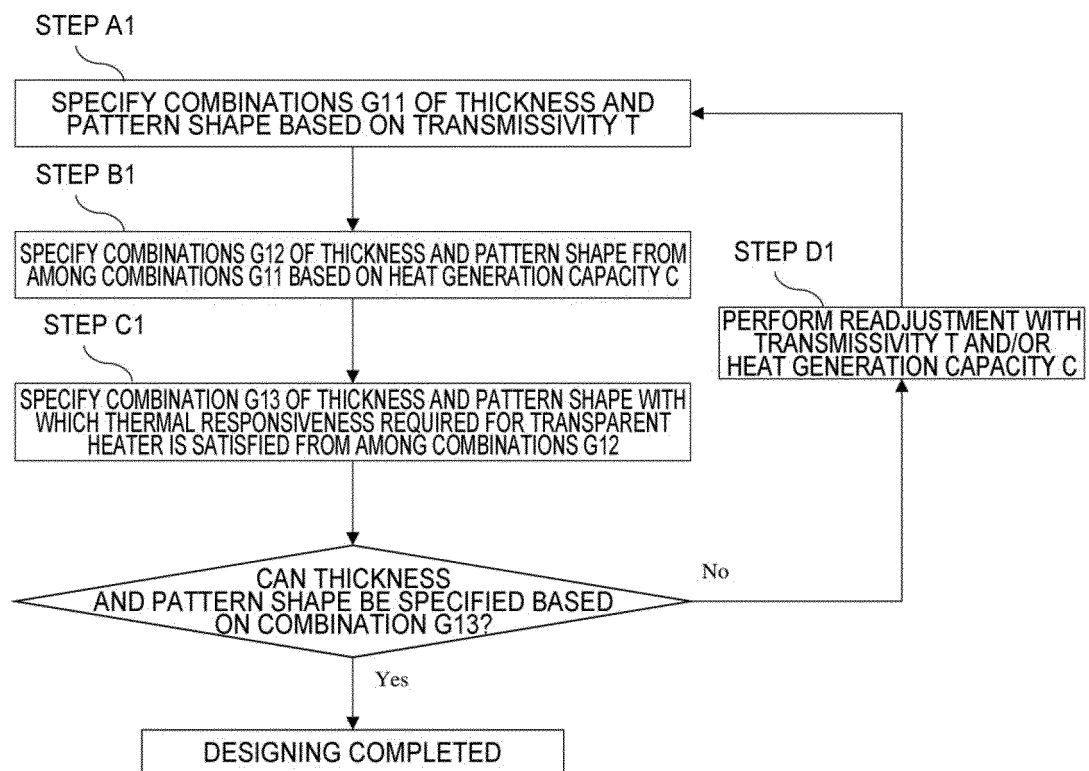 STEP A1
SPECIFY COMBINATIONS G11 OF THICKNESS AND
PATTERN SHAPE BASED ON TRANSMISSIVITY T
STEP B1
SPECIFY COMBINATIONS G12 OF THICKNESS AND PATTERN SHAPE FROM
AMONG COMBINATIONS G11 BASED ON HEAT GENERATION CAPACITY C
STEP C1
SPECIFY COMBINATION G13 OF THICKNESS AND PATTERN SHAPE WITH
WHICH THERMAL RESPONSIVENESS REQUIRED FOR TRANSPARENT
HEATER IS SATISFIED FROM AMONG COMBINATIONS G12
STEP D1
PERFORM READJUSTMENT WITH
TRANSMISSIVITY T AND/OR
HEAT GENERATION CAPACITY C
CAN THICKNESS
AND PATTERN SHAPE BE SPECIFIED BASED
ON COMBINATION G13?
No
Yes
DESIGNING COMPLETED